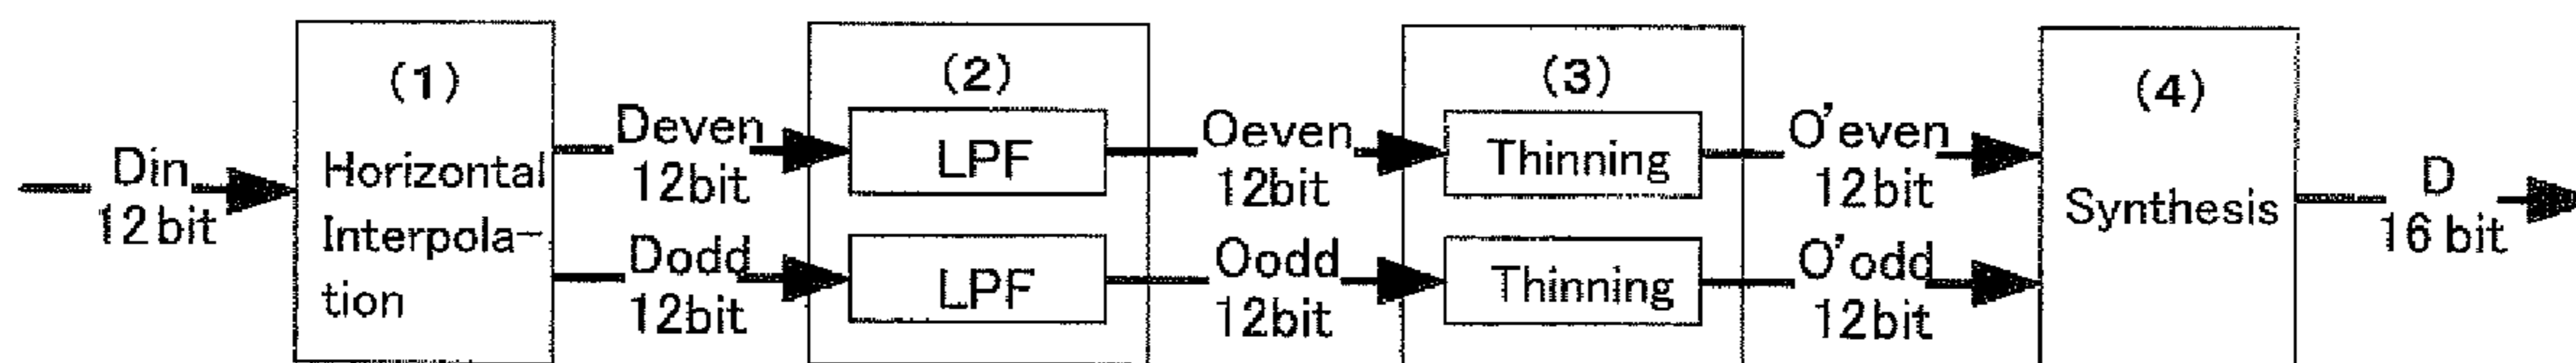 Din
12bit
(1)
Horizontal
Interpola-
tion
Deven
12bit
Dodd
12bit
(2)
LPF
LPF
Oeven
12bit
Oodd
12bit
(3)
Thinning
Thinning
O'even
12bit
O'odd
12bit
(4)
Synthesis
D
16 bit